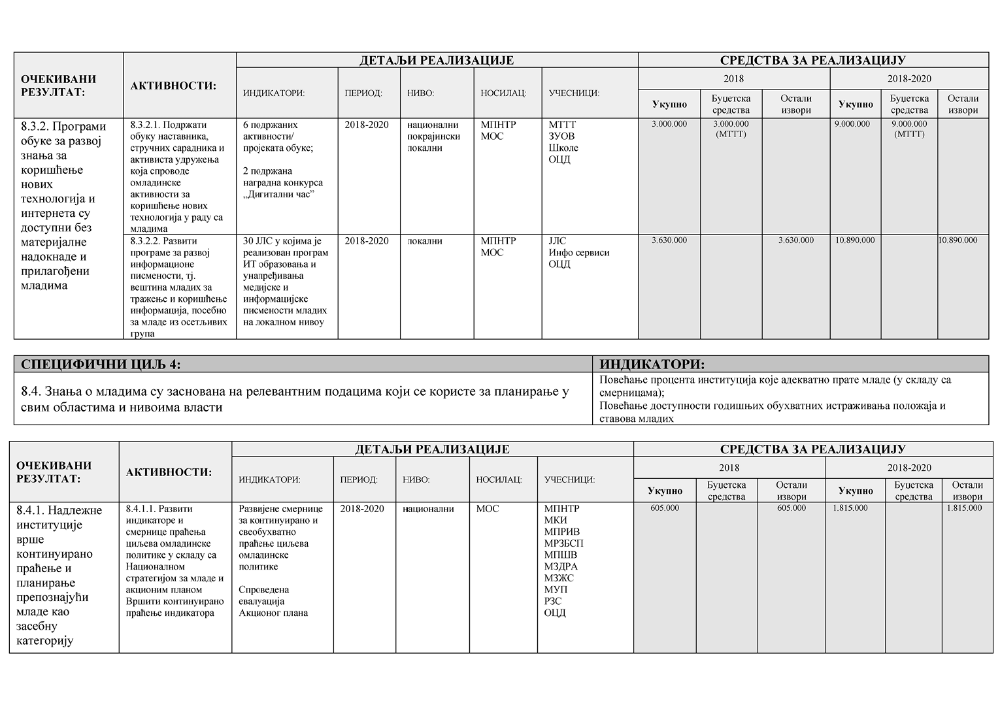 ОЧЕКИВАНИ
РЕЗУЛТАТ:
АКТИВНОСТИ:
ДЕТАЉИ РЕАЛИЗАЦИЈЕ
СРЕДСТВА ЗА РЕАЛИЗАЦИЈУ
ИНДИКАТОРИ:
ПЕРИОД:
НИВО:
НОСИЛАЦ:
УЧЕСНИЦИ:
2018
2018-2020
Укупно
Буџетска
средства
Остали
извори
Укупно
Буџетска
средства
Остали
извори
8.3.2. Програми
обуке за развој
знања за
коришћење
нових
технологија и
интернета су
доступни без
материјалне
надокнаде и
прилагођени
младима
8.3.2.1. Подржати
обуку наставника,
стручних сарадника и
активиста удружења
која спроводе
омладинске
активности за
коришћење нових
технологија у раду са
младима
6 подржаних
активности/
пројеката обуке;
2 подржана
наградна конкурса
„Дигитални час”
2018-2020
национални
покрајински
локални
МПНТР
МОС
МТТТ
ЗУОВ
Школе
ОЦД
3.000.000
3.000.000
(МТТТ)
9.000.000
9.000.000
(МТТТ)
8.3.2.2. Развити
програме за развој
информационе
писмености, тј.
вештина младих за
тражење и коришћење
информација, посебно
за младе из осетљивих
група
30 ЈЛС у којима је
реализован програм
ИТ образовања и
унапређивања
медијске и
информацијске
писмености младих
на локалном нивоу
2018-2020
локални
МПНТР
МОС
ЈЛС
Инфо сервиси
ОЦД
3.630.000
3.630.000
10.890.000
10.890.000
СПЕЦИФИЧНИ ЦИЉ 4:
ИНДИКАТОРИ:
8.4. Знања о младима су заснована на релевантним подацима који се користе за планирање у
свим областима и нивоима власти
Повећање процента институција које адекватно прате младе (у складу са
смерницама);
Повећање доступности годишњих обухватних истраживања положаја и
ставова младих
ОЧЕКИВАНИ
РЕЗУЛТАТ:
АКТИВНОСТИ:
ДЕТАЉИ РЕАЛИЗАЦИЈЕ
СРЕДСТВА ЗА РЕАЛИЗАЦИЈУ
ИНДИКАТОРИ:
ПЕРИОД:
НИВО:
НОСИЛАЦ:
УЧЕСНИЦИ:
2018
2018-2020
Укупно
Буџетска
средства
Остали
извори
Укупно
Буџетска
средства
Остали
извори
8.4.1. Надлежне
институције
врше
континуирано
праћење и
планирање
препознајући
младе као
засебну
категорију
8.4.1.1. Развити
индикаторе и
смернице праћења
циљева омладинске
политике у складу са
Националном
стратегијом за младе и
акционим планом
Вршити континуирано
праћење индикатора
Развијене смернице
за континуирано и
свеобухватно
праћење циљева
омладинске
политике
Спроведена
евалуација
Акционог плана
2018-2020
национални
МОС
МПНТР
МКИ
МПРИВ
МРЗБСП
МПШВ
МЗДРА
МЗЖС
МУП
РЗС
ОЦД
605.000
605.000
1.815.000
1.815.000